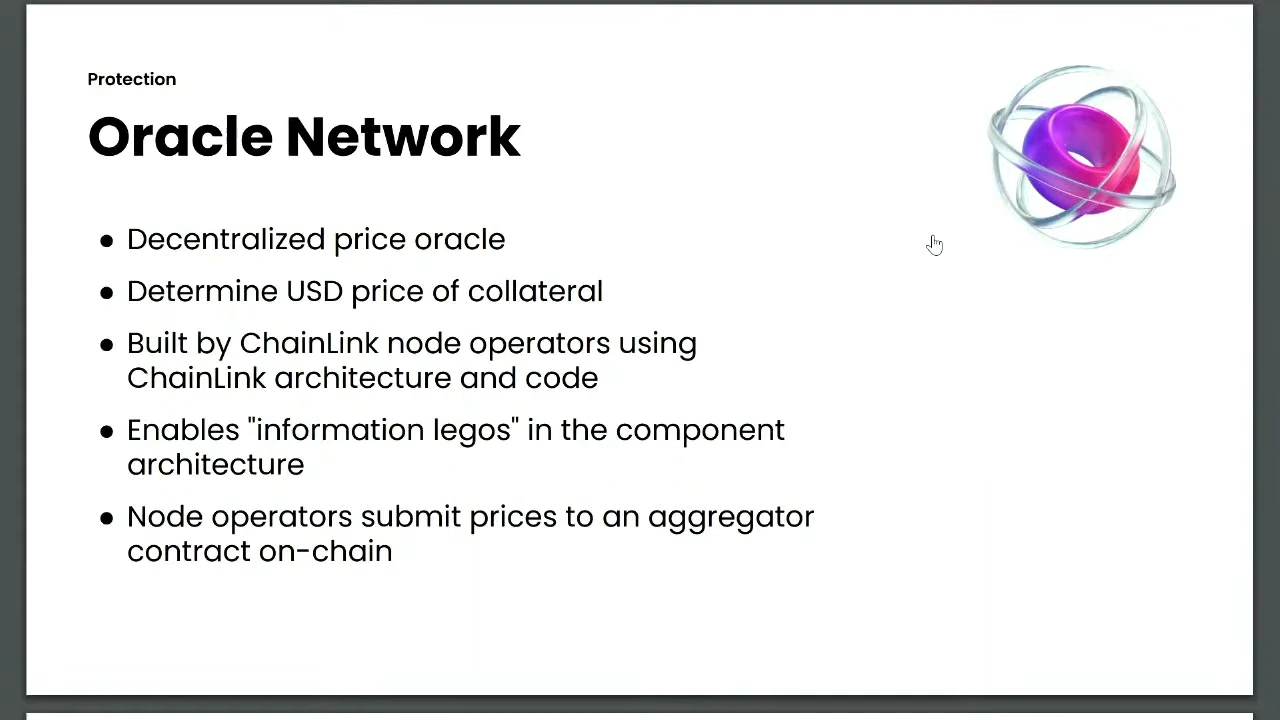 Protection
Oracle Network
● Decentralized price oracle
● Determine USD price of collateral
● Built by ChainLink node operators using
ChainLink architecture and code
● Enables "information legos" in the component
architecture
● Node operators submit prices to an aggregator
contract on-chain